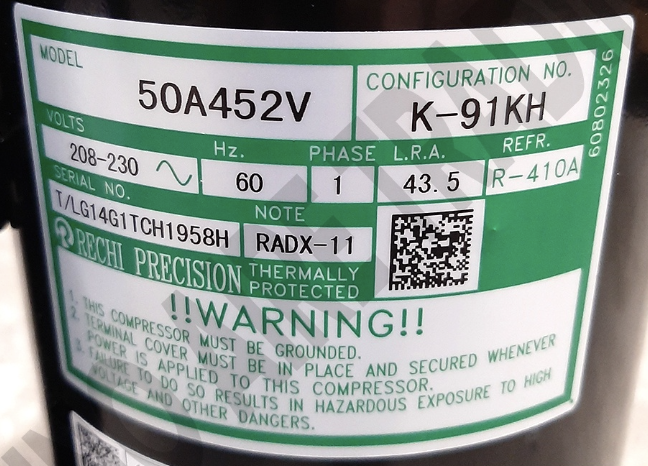 MODEL
50A452V
CONFIGURATION NO.
K-91KH
60802326
VOLTS
208-230
Hz.
60
PHASE
1
L.R.A.
43.5
REFR.
R-410A
SERIAL NO.
T/LG14G1TCH1958H
NOTE
RADX-11
RECHI PRECISION
THERMALLY
PROTECTED
!!WARNING!!
1. THIS COMPRESSOR MUST BE GROUNDED.
2. TERMINAL COVER MUST BE IN PLACE AND SECURED WHENEVER
POWER IS APPLIED TO THIS COMPRESSOR.
3. FAILURE TO DO SO RESULTS IN HAZARDOUS EXPOSURE TO HIGH
VOLTAGE AND OTHER DANGERS.